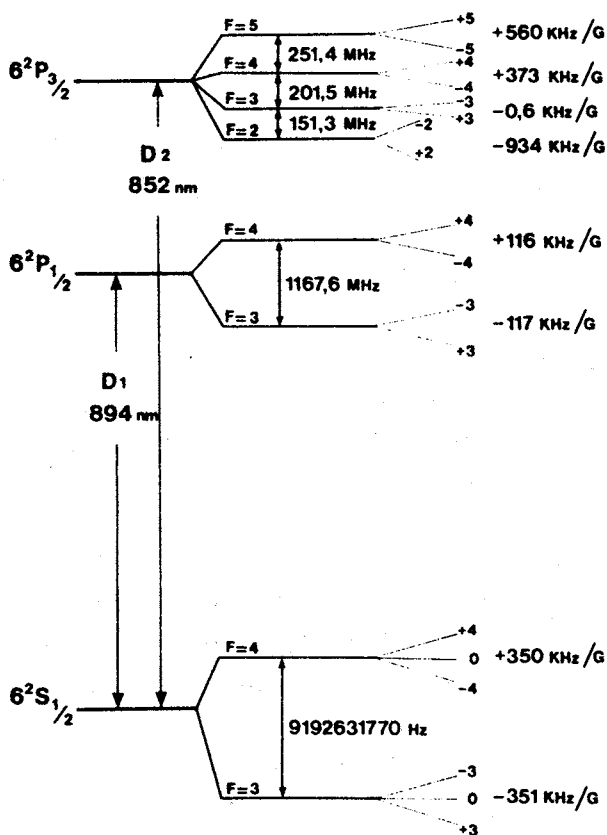 F=5 +5 +560 KHz/G
-5
251,4 MHz
F=4 +4 +373 KHz/G
6²P3/2
-4
201,5 MHz
F=3 -3 -0,6 KHz/G
+3
151,3 MHz
F=2 -2 -934 KHz/G
+2
D2
852 nm
F=4 +4 +116 KHz/G
-4
6²P1/2
1167,6 MHz
F=3 -3 -117 KHz/G
+3
D1
894 nm
F=4 +4
0 +350 KHz/G
-4
6²S1/2
9192631770 Hz
-3
F=3 0 -351 KHz/G
+3